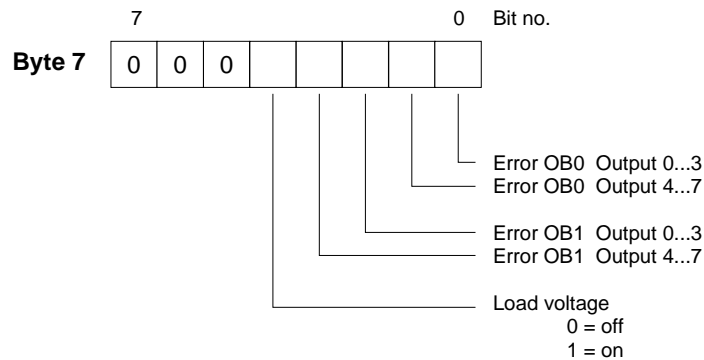 7 0 Bit no.
Byte 7 0 0 0
Error OB0 Output 0...3
Error OB0 Output 4...7
Error OB1 Output 0...3
Error OB1 Output 4...7
Load voltage
0 = off
1 = on